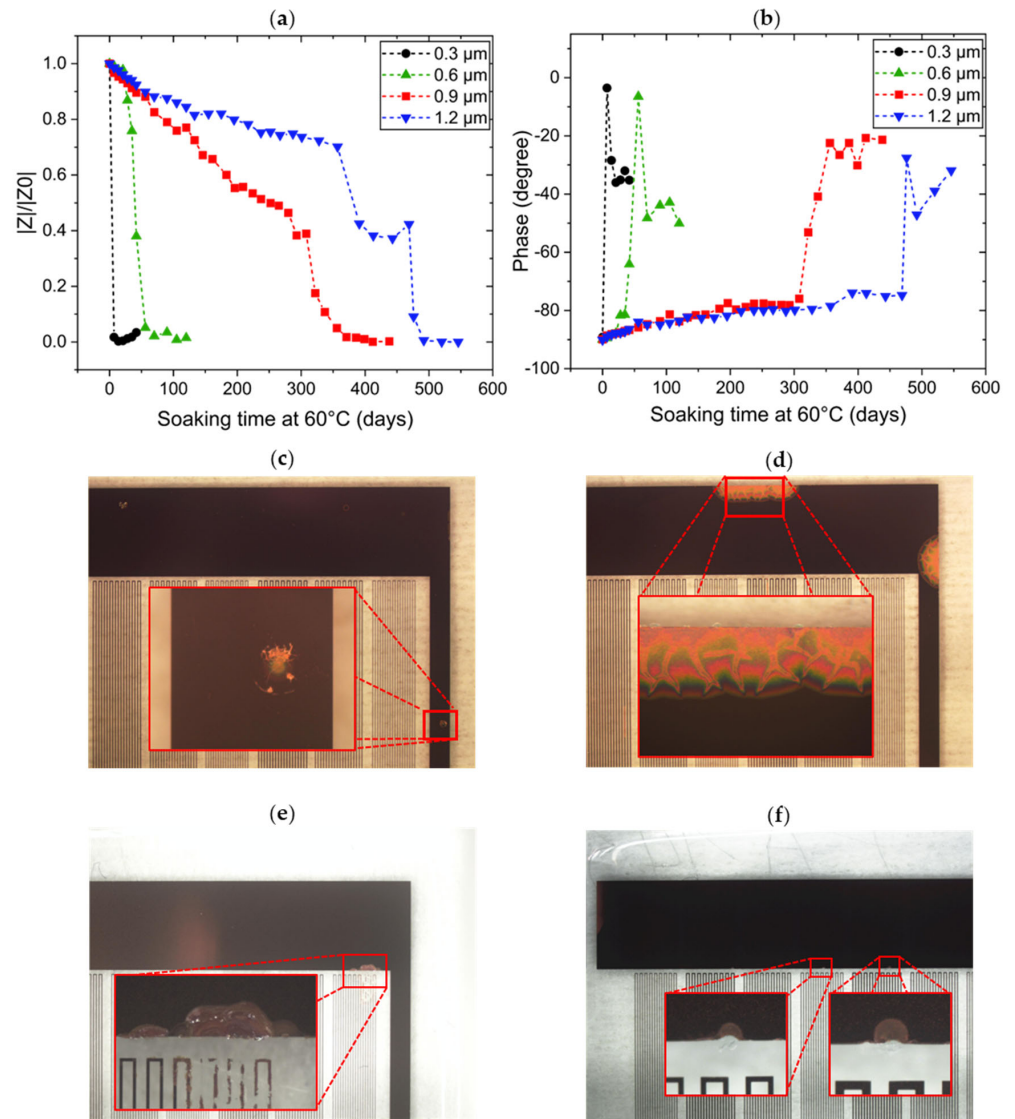 (a)
(b)
1.0
0.8
0.6
0.4
0.2
0.0
|Z|/|Z0|
0.3 μm
0.6 μm
0.9 μm
1.2 μm
0 100 200 300 400 500 600
Soaking time at 60°C (days)
0
-20
-40
-60
-80
-100
Phase (degree)
0.3 μm
0.6 μm
0.9 μm
1.2 μm
0 100 200 300 400 500 600
Soaking time at 60°C (days)
(c)
(d)
(e)
(f)